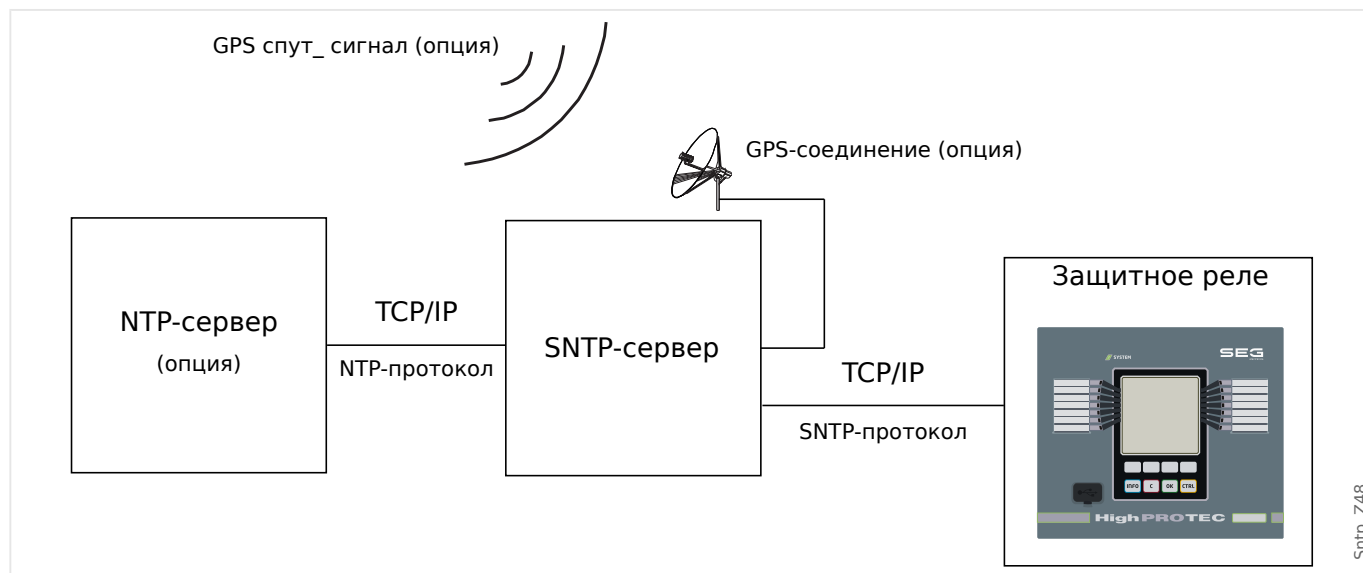 GPS спут_ сигнал (опция)
GPS-соединение (опция)
NTP-сервер
(опция)
TCP/IP
NTP-протокол
SNTP-сервер
TCP/IP
SNTP-протокол
Защитное реле
SYSTEM
SEG
INFO
C
OK
CTRL
HighPROTEC
Sntp_Z48